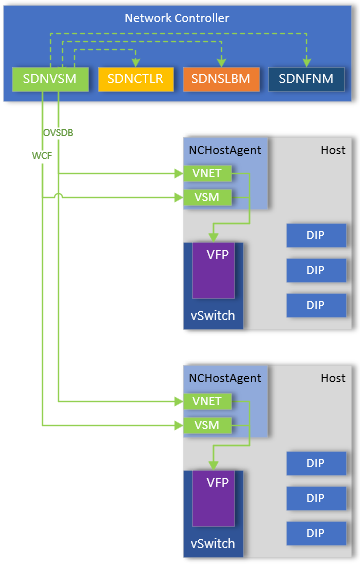 Network Controller
SDNVSM
SDNCTLR
SDNSLBM
SDNFNM
OVSDB
WCF
NCHostAgent
Host
VNET
VSM
VFP
vSwitch
DIP
DIP
DIP
NCHostAgent
Host
VNET
VSM
VFP
vSwitch
DIP
DIP
DIP